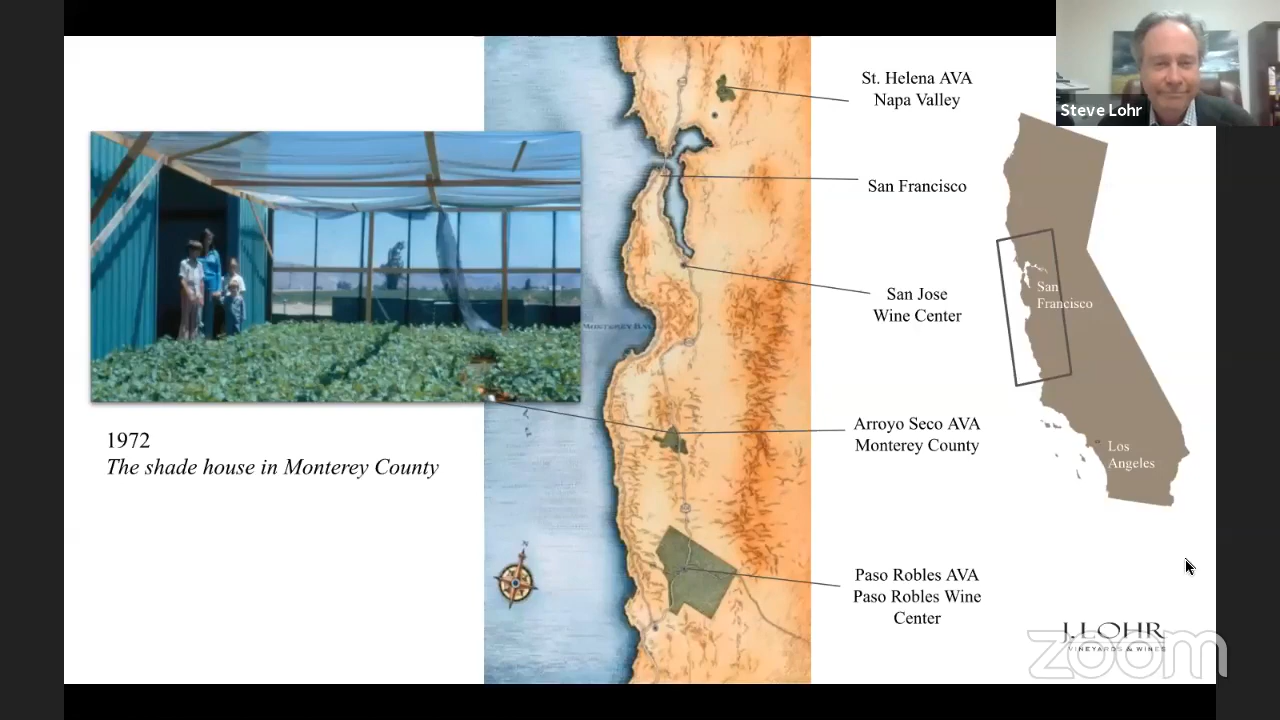 Steve Lohr
St. Helena AVA
Napa Valley
San Francisco
San Jose
Wine Center
Arroyo Seco AVA
Monterey County
Paso Robles AVA
Paso Robles Wine
Center
1972
The shade house in Monterey County
MONTEREY BAY
N
San
Francisco
Los
Angeles
J. LOHR
VINEYARDS & WINES
zoom